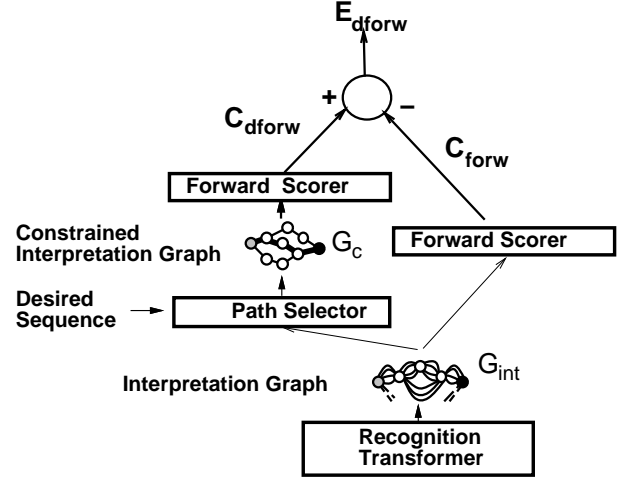 E_dforw
+ −
C_dforw
C_forw
Forward Scorer
Constrained
Interpretation Graph
G_c
Forward Scorer
Desired
Sequence
Path Selector
Interpretation Graph
G_int
Recognition
Transformer